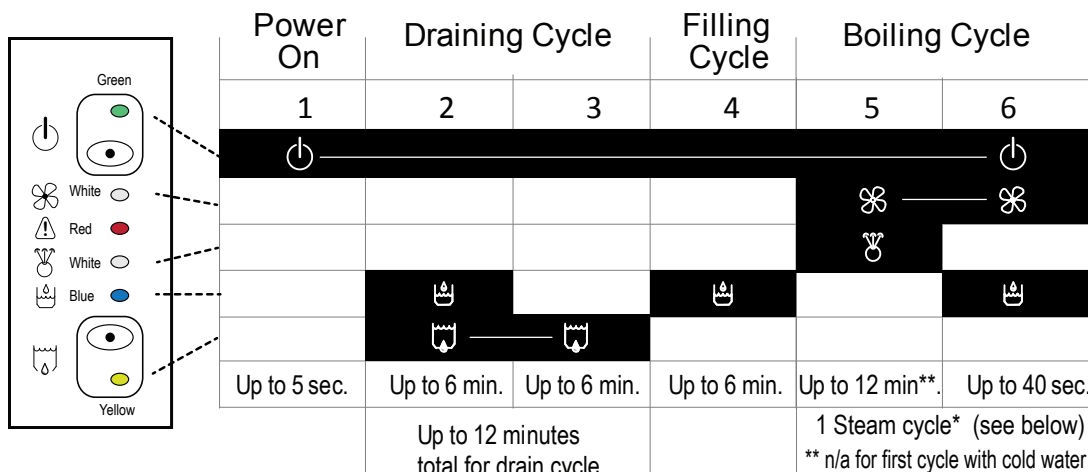 Power On
Draining Cycle
Filling Cycle
Boiling Cycle
1
2
3
4
5
6
Green
White
Red
White
Blue
Yellow
Up to 5 sec.
Up to 6 min.
Up to 3 min.
Up to 6 min.
Up to 12 min**.
Up to 40 sec.
Up to 12 minutes
total for drain cycle
1 Steam cycle* (see below)
** n/a for first cycle with cold water